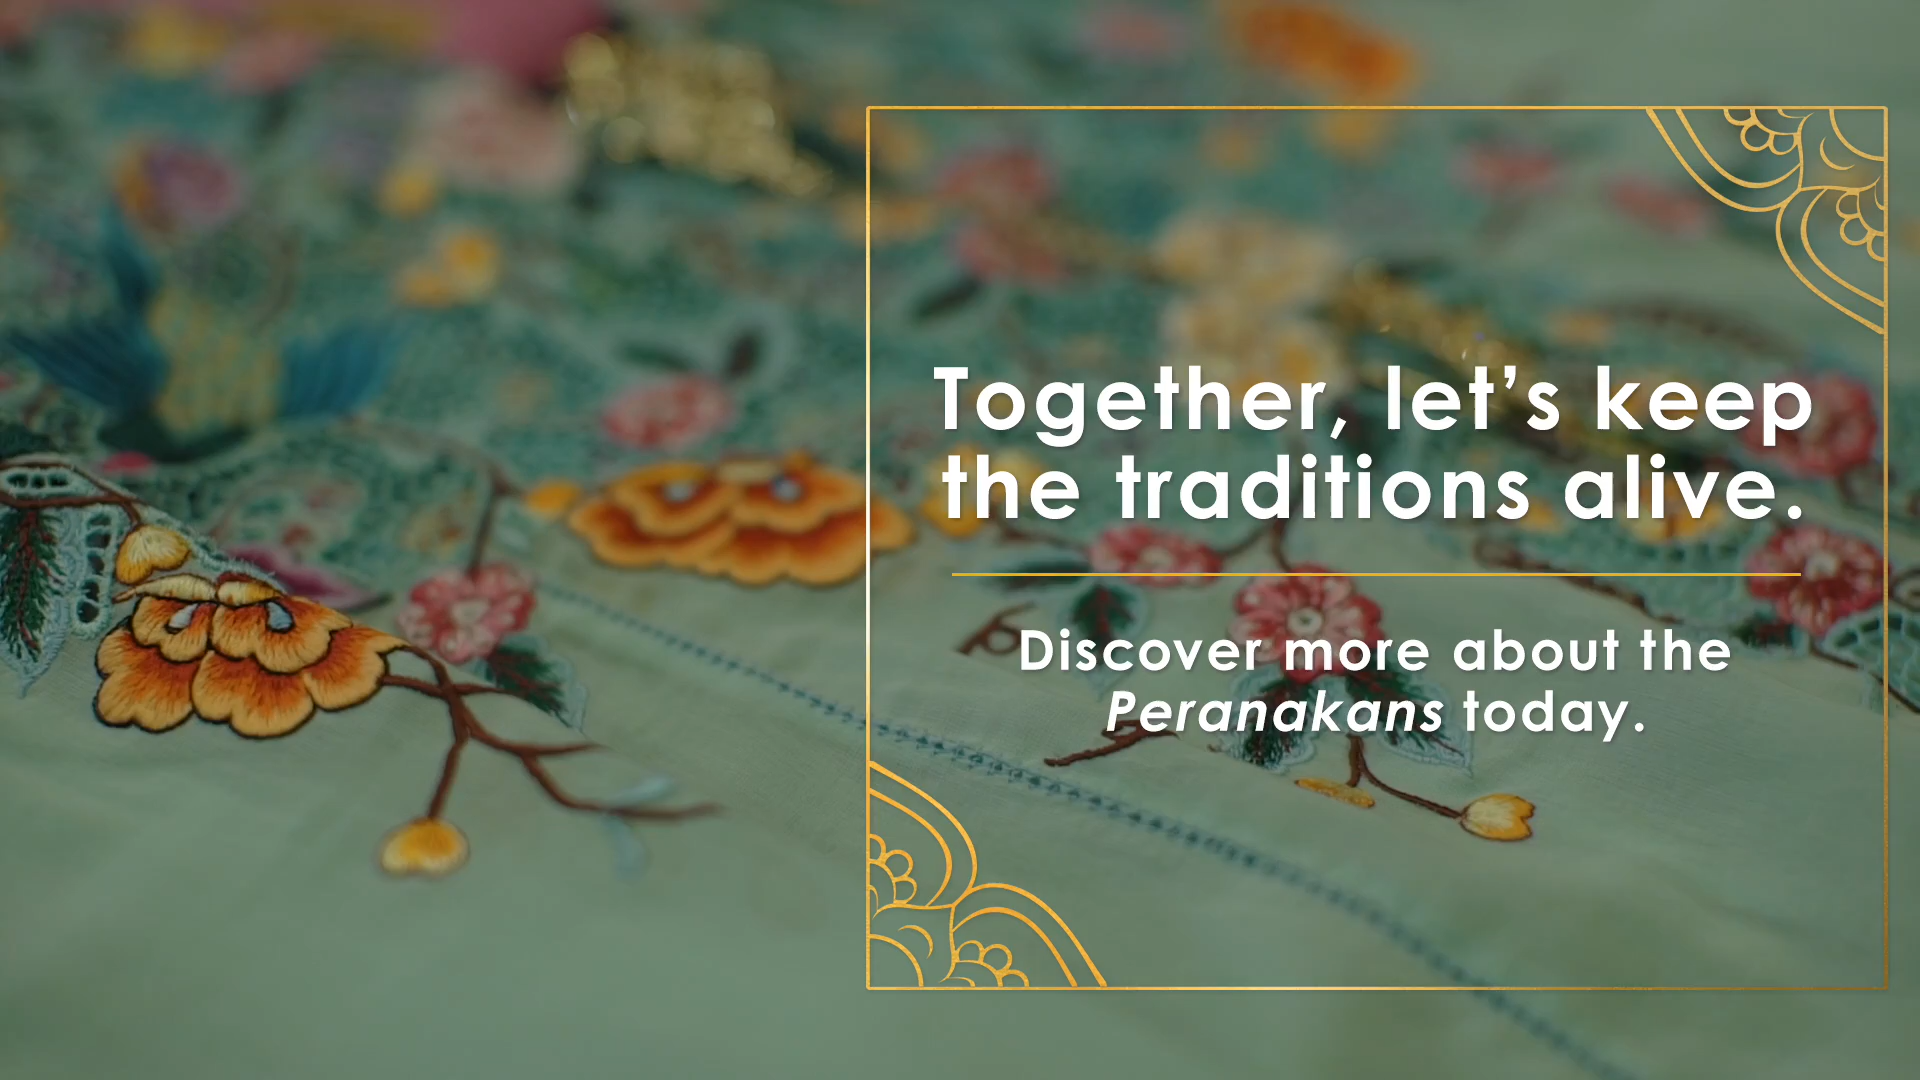 Together, let’s keep
the traditions alive.
Discover more about the
Peranakans today.